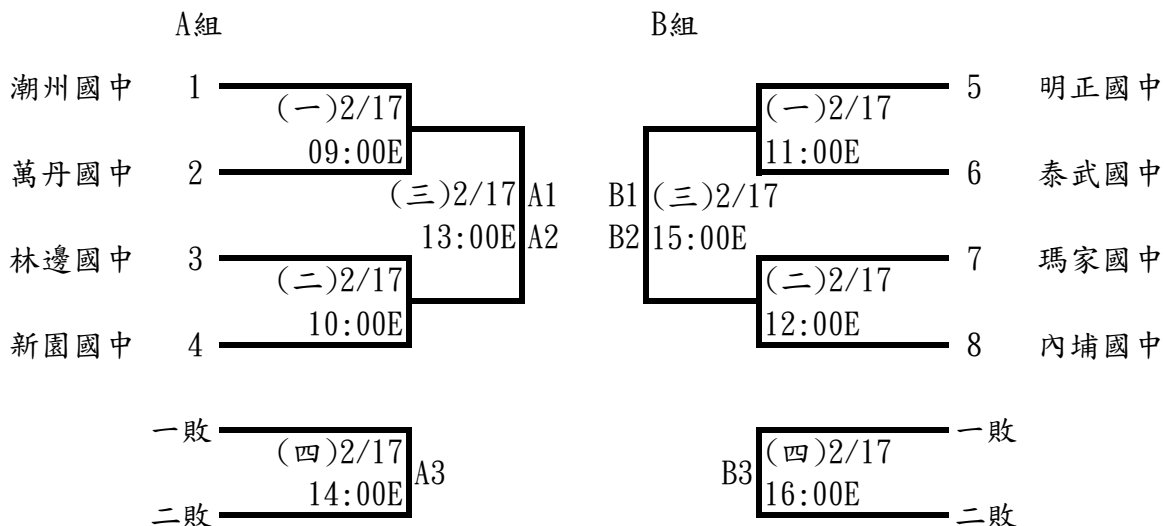 A組 B組
潮州國中 1 5 明正國中
(一)2/17 (一)2/17
09:00E 11:00E
萬丹國中 2 6 泰武國中
(三)2/17 A1 B1 (三)2/17
13:00E A2 B2 15:00E
林邊國中 3 7 瑪家國中
(二)2/17 (二)2/17
10:00E 12:00E
新園國中 4 8 內埔國中
一敗 一敗
(四)2/17 (四)2/17
A3 B3
14:00E 16:00E
二敗 二敗